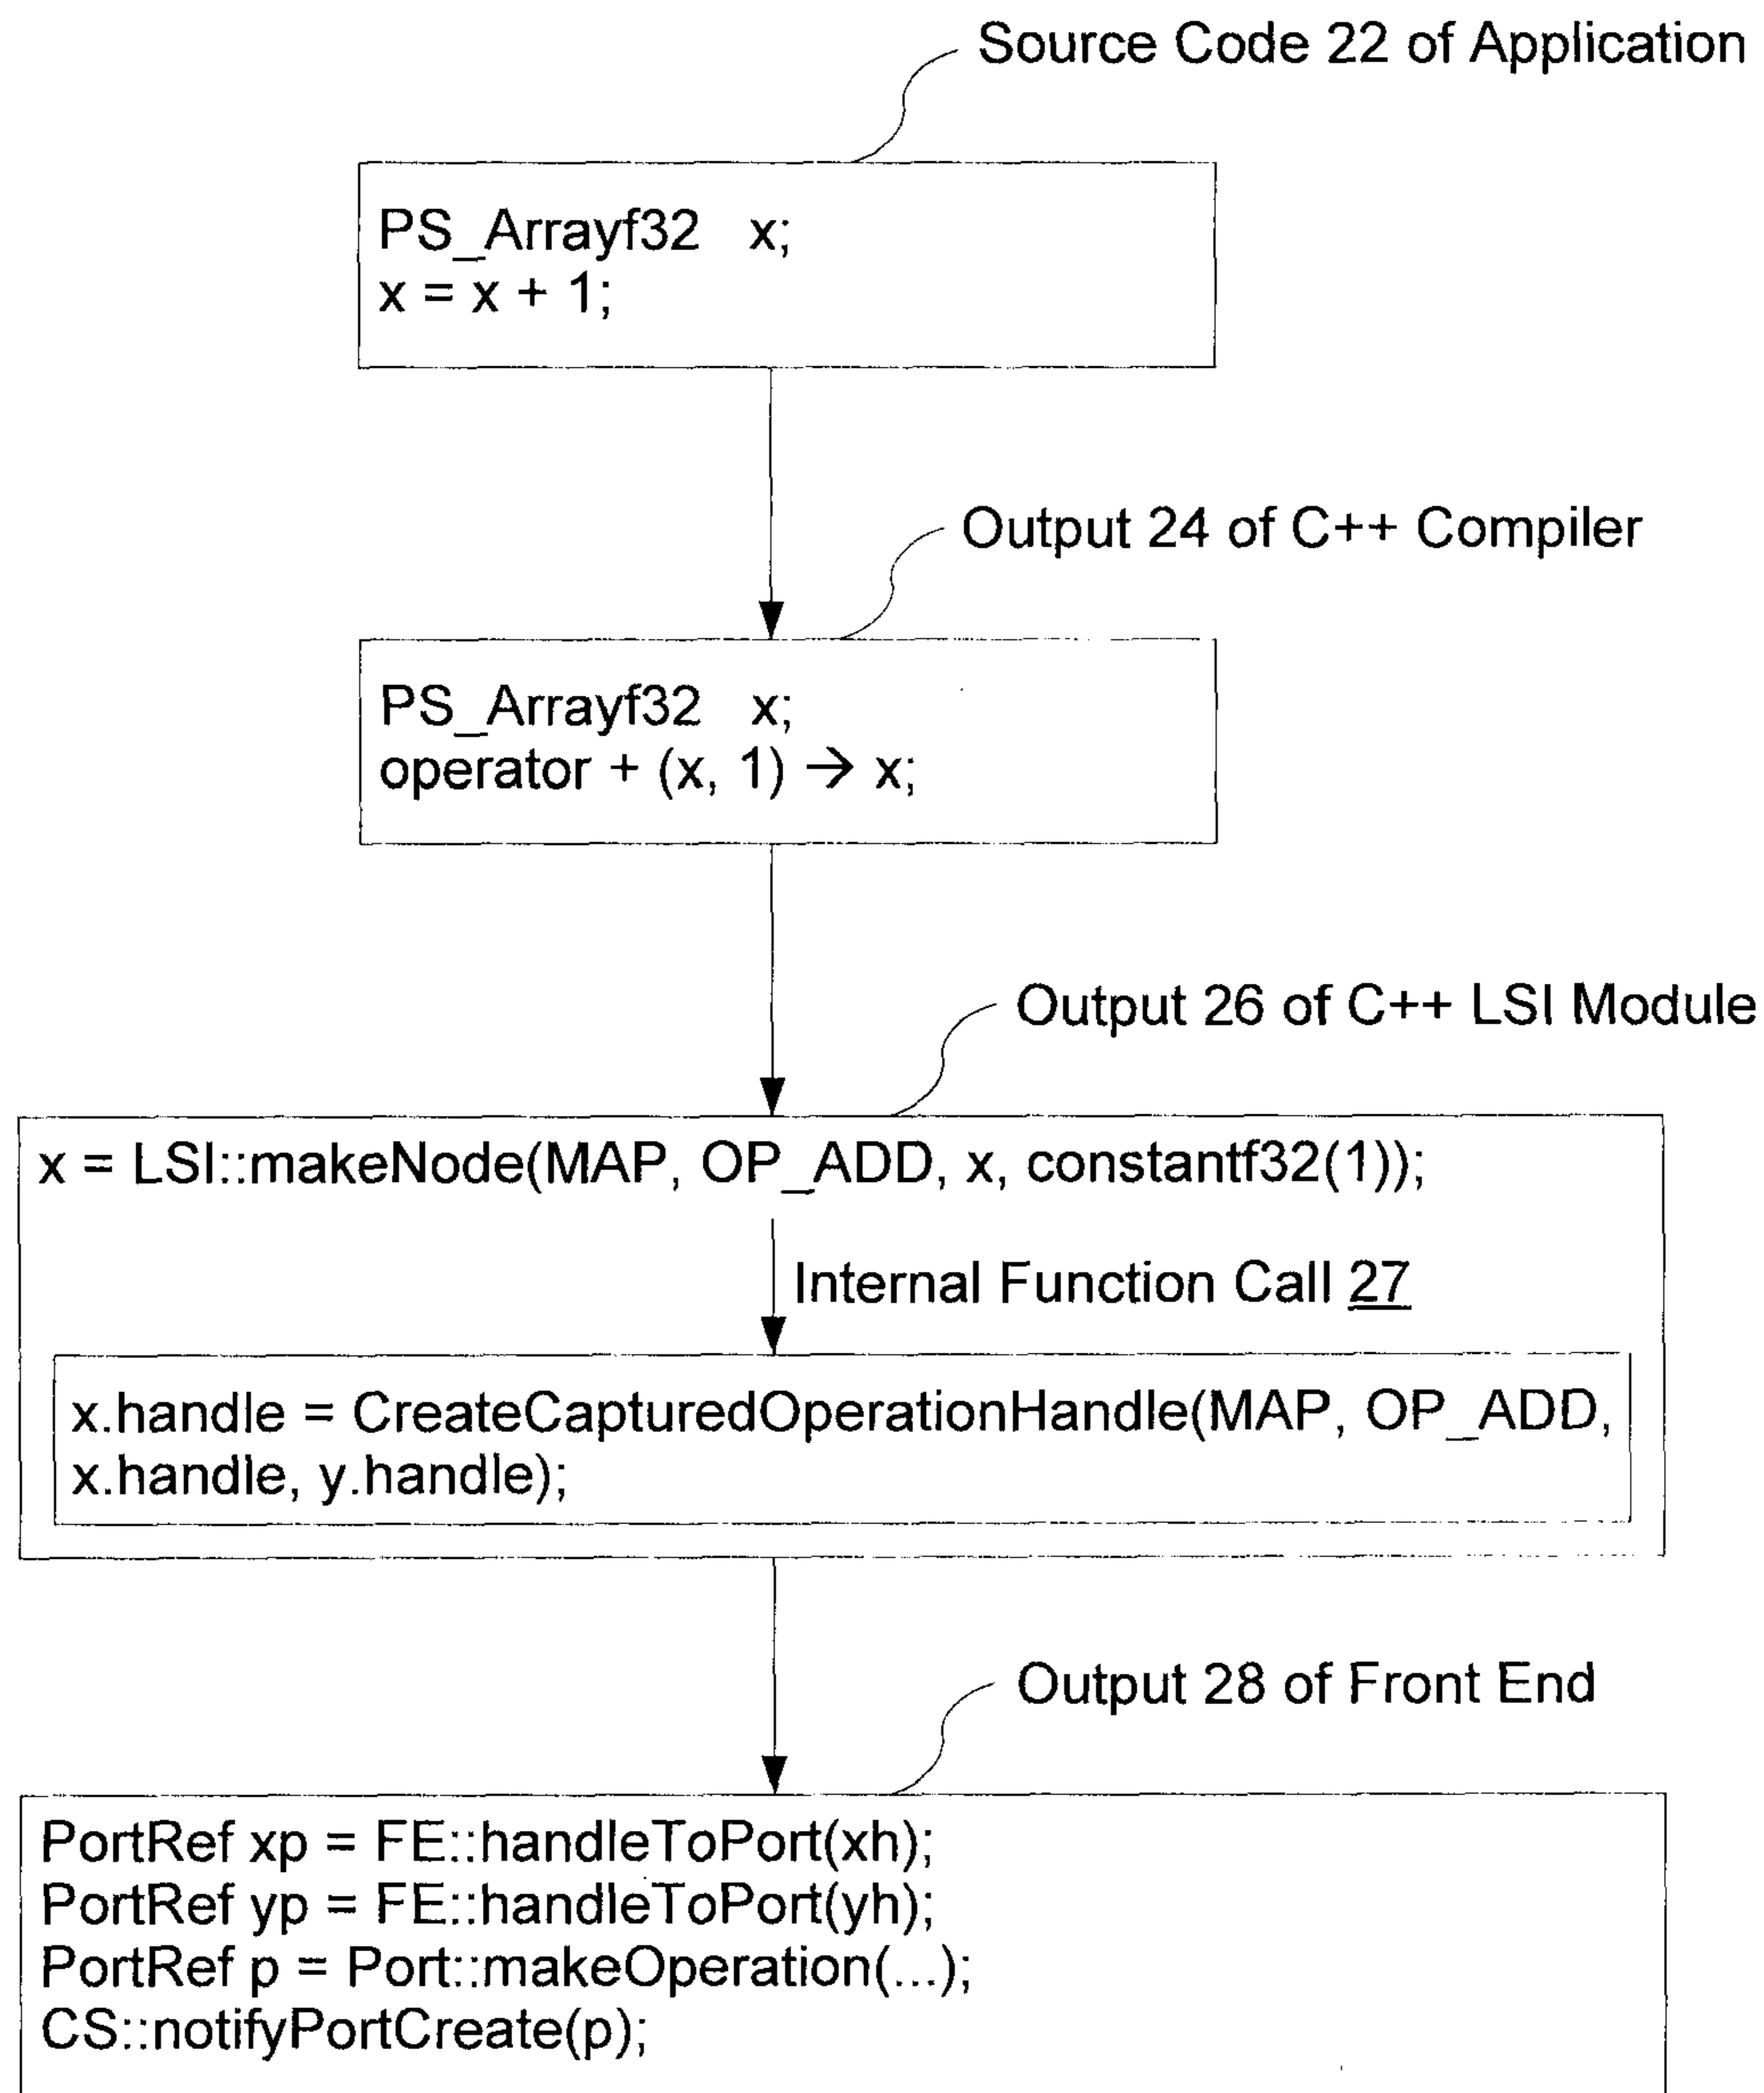 Source Code 22 of Application
PS_Arrayf32   x;
x = x + 1;
Output 24 of C++ Compiler
PS_Arrayf32   x;
operator + (x, 1) → x;
Output 26 of C++ LSI Module
x = LSI::makeNode(MAP, OP_ADD, x, constantf32(1));
Internal Function Call 27
x.handle = CreateCapturedOperationHandle(MAP, OP_ADD,
x.handle, y.handle);
Output 28 of Front End
PortRef xp = FE::handleToPort(xh);
PortRef yp = FE::handleToPort(yh);
PortRef p = Port::makeOperation(...);
CS::notifyPortCreate(p);